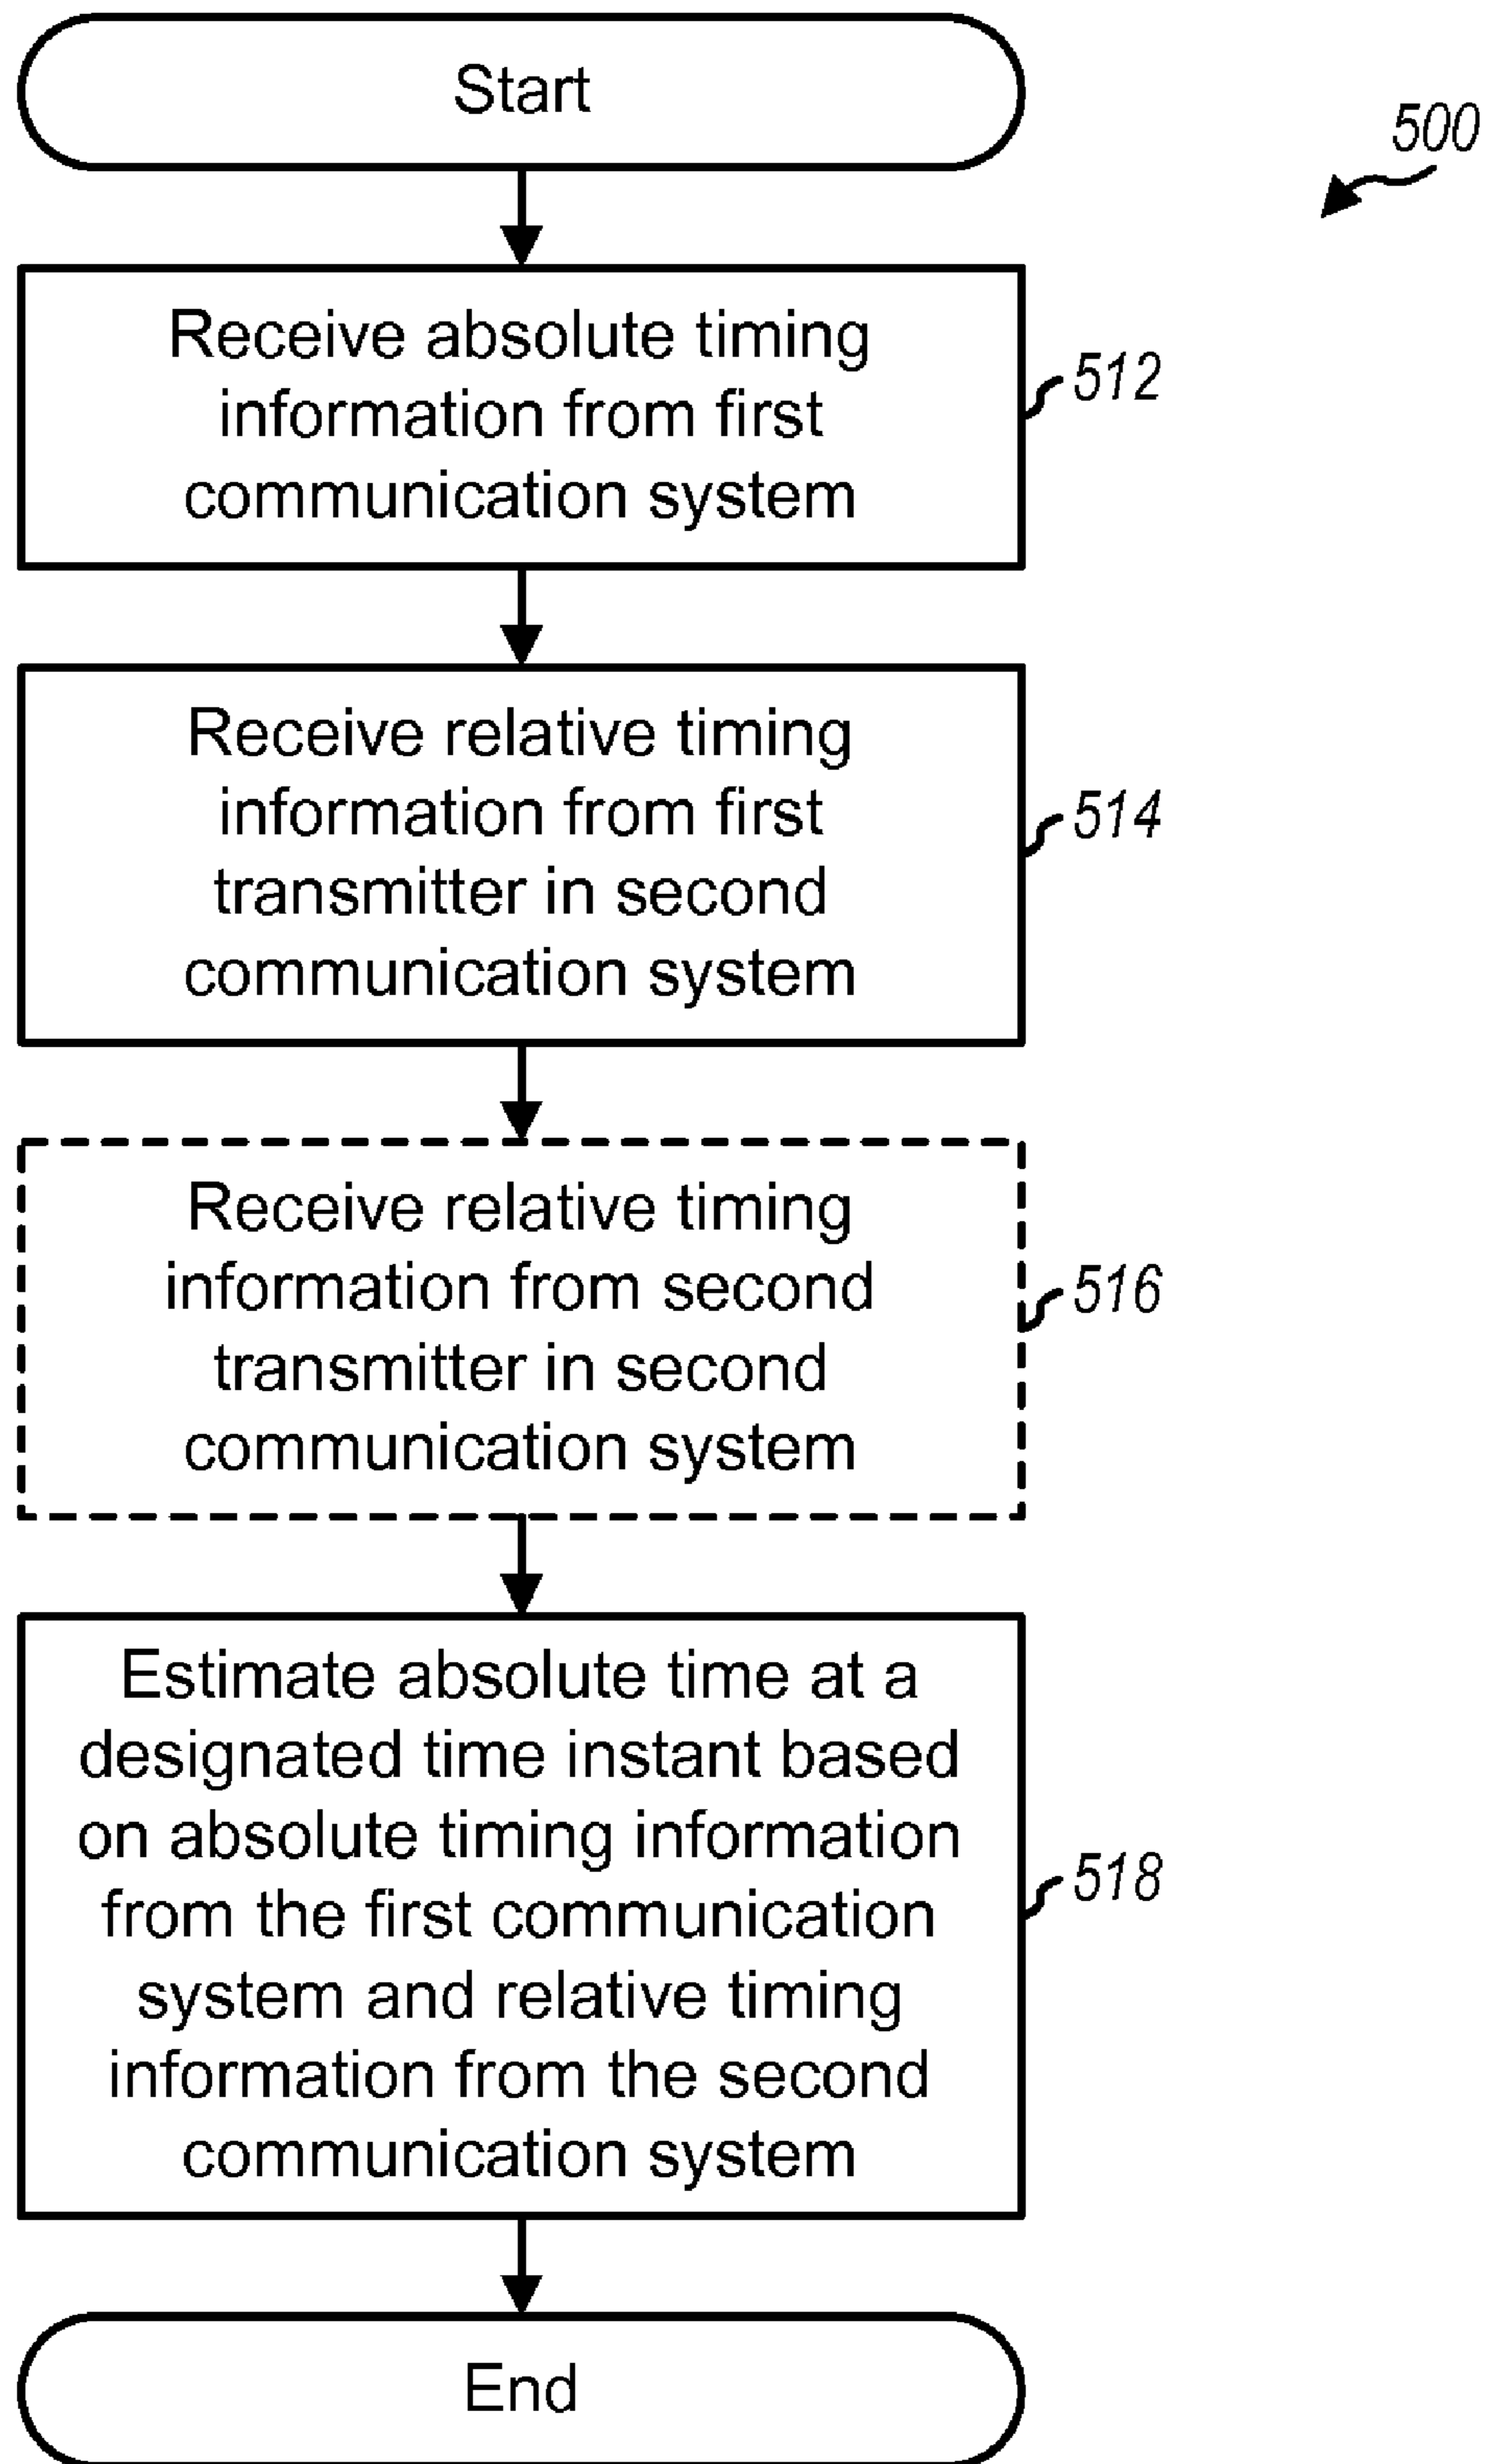 Start
500
Receive absolute timing
information from first
communication system
512
Receive relative timing
information from first
transmitter in second
communication system
514
Receive relative timing
information from second
transmitter in second
communication system
516
Estimate absolute time at a
designated time instant based
on absolute timing information
from the first communication
system and relative timing
information from the second
communication system
518
End